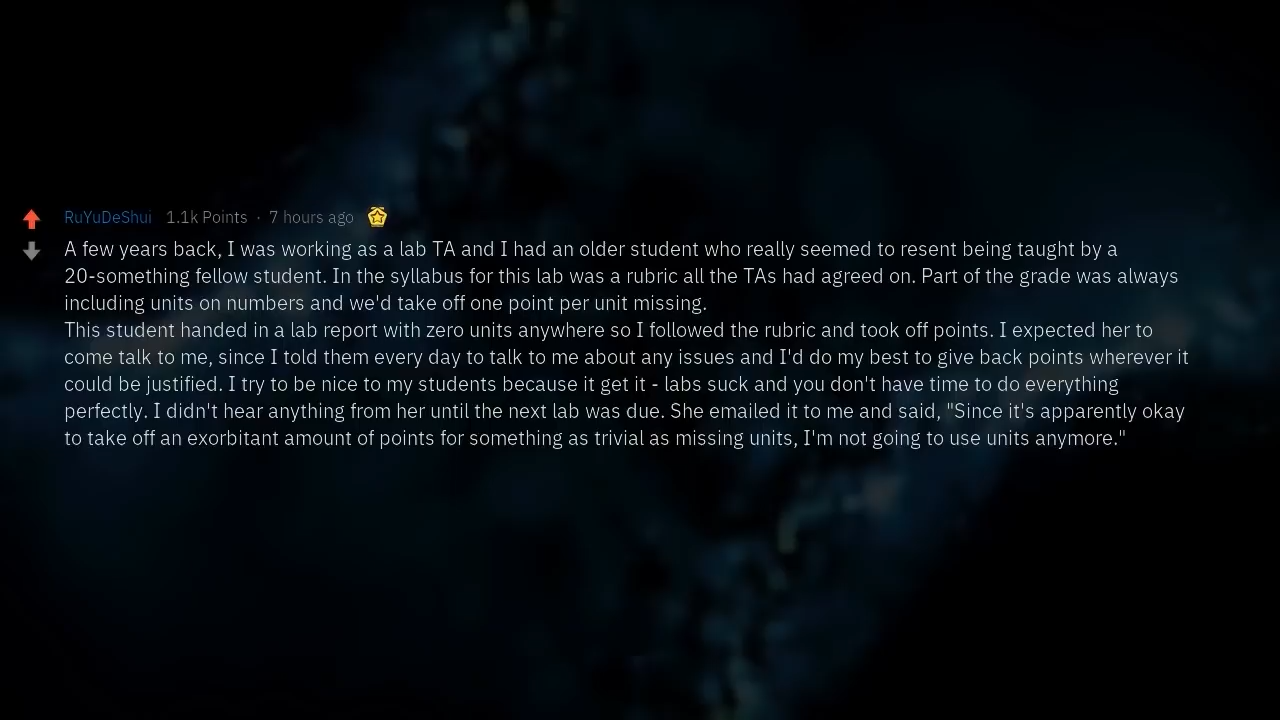 RuYuDeShui 1.1k Points · 7 hours ago
A few years back, I was working as a lab TA and I had an older student who really seemed to resent being taught by a
20-something fellow student. In the syllabus for this lab was a rubric all the TAs had agreed on. Part of the grade was always
including units on numbers and we'd take off one point per unit missing.
This student handed in a lab report with zero units anywhere so I followed the rubric and took off points. I expected her to
come talk to me, since I told them every day to talk to me about any issues and I'd do my best to give back points wherever it
could be justified. I try to be nice to my students because it get it - labs suck and you don't have time to do everything
perfectly. I didn't hear anything from her until the next lab was due. She emailed it to me and said, "Since it's apparently okay
to take off an exorbitant amount of points for something as trivial as missing units, I'm not going to use units anymore."